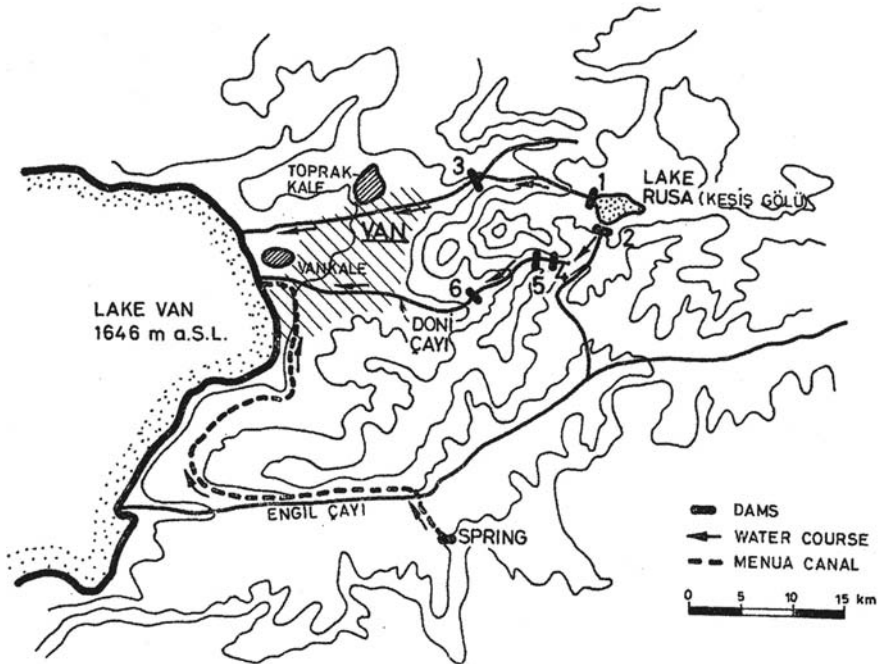 TOPRAK-
KALE
3
1
LAKE
RUSA (KEŞİŞ GÖLÜ)
VAN
2
VANKALE
4
5
6
LAKE VAN
1646 m a.S.L.
DONİ
ÇAYI
ENGİL ÇAYI
SPRING
DAMS
WATER COURSE
MENUA CANAL
0 5 10 15 km